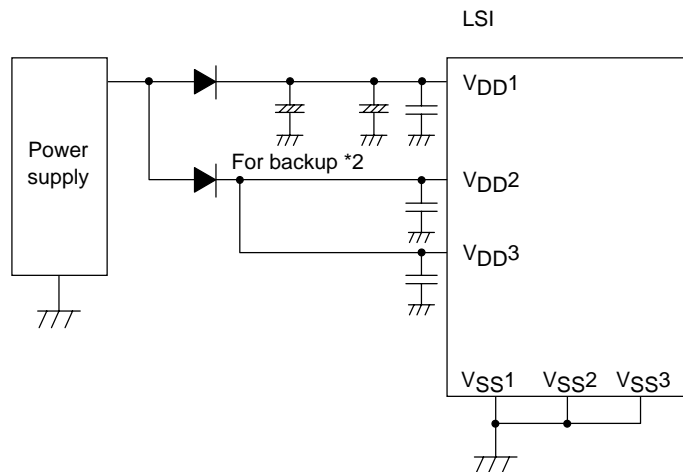 LSI
VDD1
Power
supply
For backup *2
VDD2
VDD3
VSS1 VSS2 VSS3